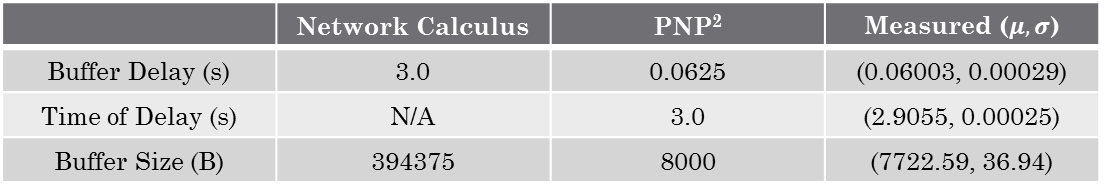 Network Calculus PNP² Measured (μ, σ)
Buffer Delay (s) 3.0 0.0625 (0.06003, 0.00029)
Time of Delay (s) N/A 3.0 (2.9055, 0.00025)
Buffer Size (B) 394375 8000 (7722.59, 36.94)